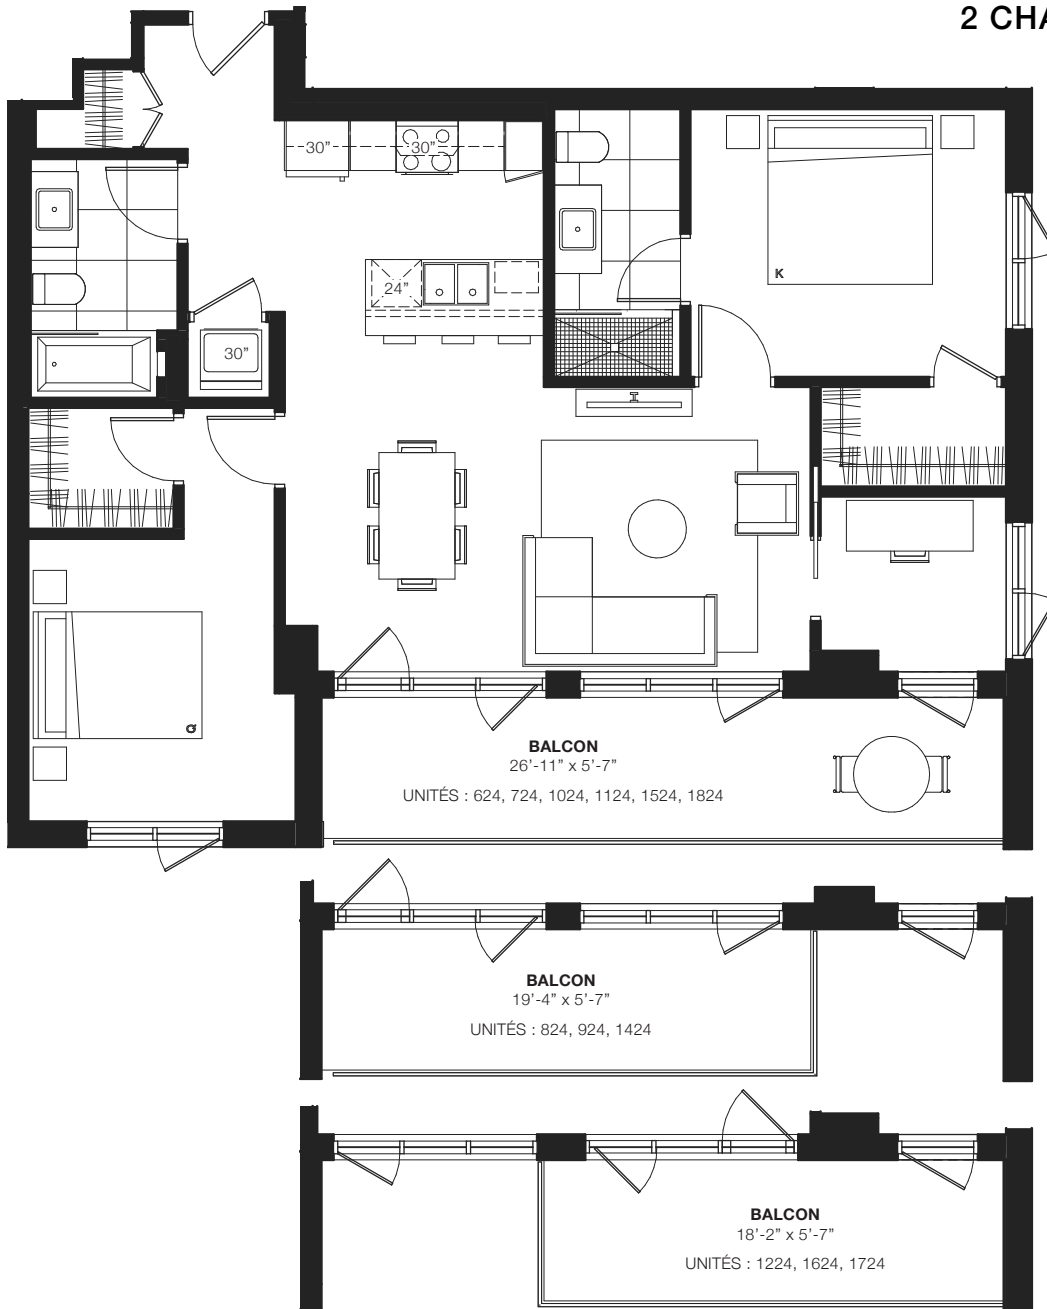 2 CHA
30”
30”
24”
30”
K
Q
BALCON
26’-11” x 5’-7”
UNITÉS : 624, 724, 1024, 1124, 1524, 1824
BALCON
19’-4” x 5’-7”
UNITÉS : 824, 924, 1424
BALCON
18’-2” x 5’-7”
UNITÉS : 1224, 1624, 1724